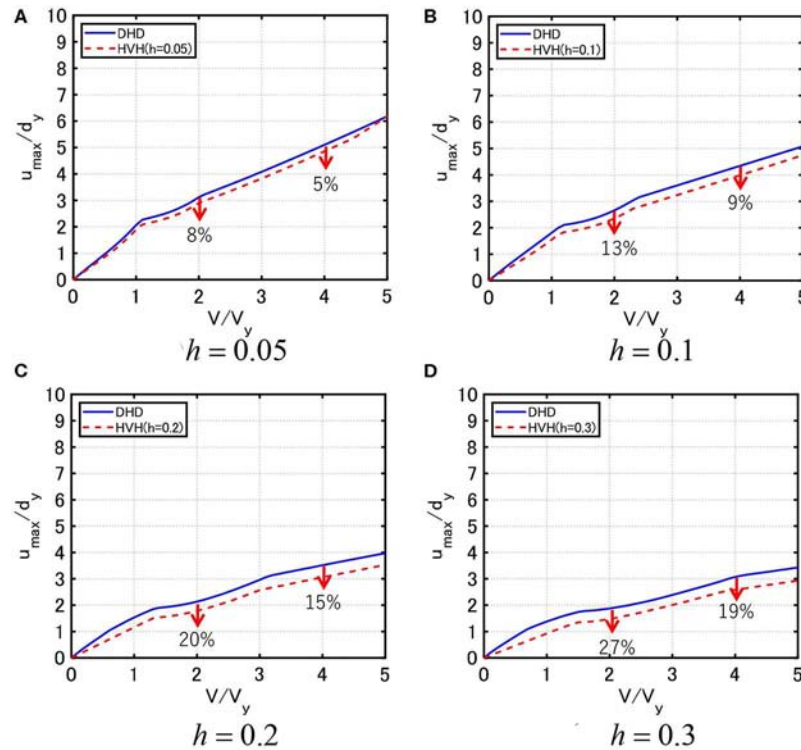 A
DHD
HVH(h=0.05)
10
9
8
7
6
5
4
3
2
1
0
u_max/d_y
8%
5%
0 1 2 3 4 5
V/V_y
h = 0.05
B
DHD
HVH(h=0.1)
10
9
8
7
6
5
4
3
2
1
0
u_max/d_y
13%
9%
0 1 2 3 4 5
V/V_y
h = 0.1
C
DHD
HVH(h=0.2)
10
9
8
7
6
5
4
3
2
1
0
u_max/d_y
20%
15%
0 1 2 3 4 5
V/V_y
h = 0.2
D
DHD
HVH(h=0.3)
10
9
8
7
6
5
4
3
2
1
0
u_max/d_y
27%
19%
0 1 2 3 4 5
V/V_y
h = 0.3